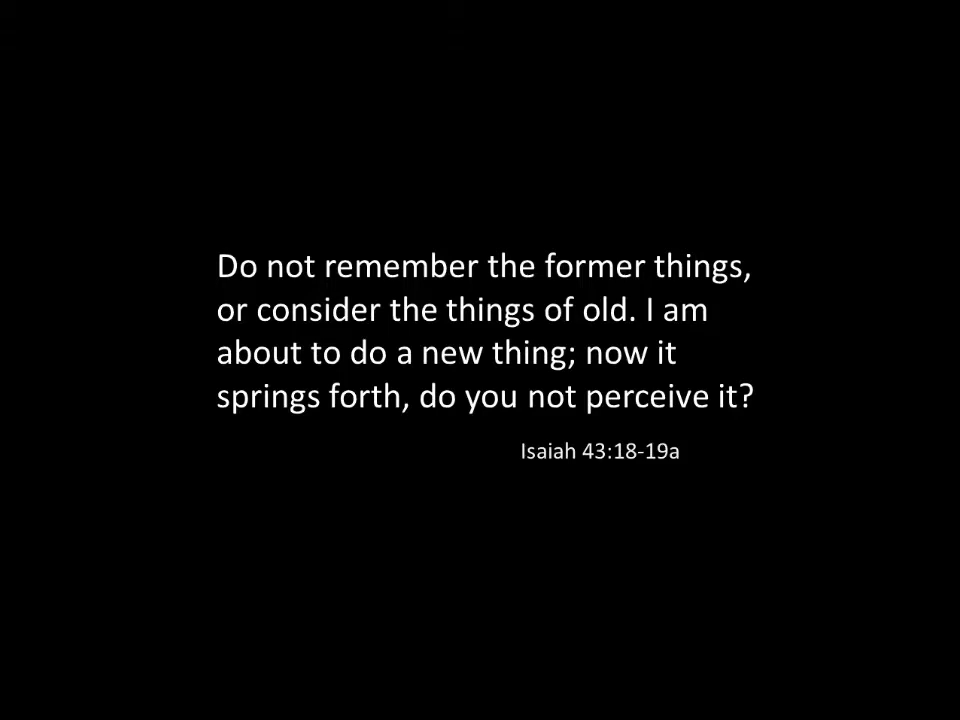 Do not remember the former things,
or consider the things of old. I am
about to do a new thing; now it
springs forth, do you not perceive it?
Isaiah 43:18-19a